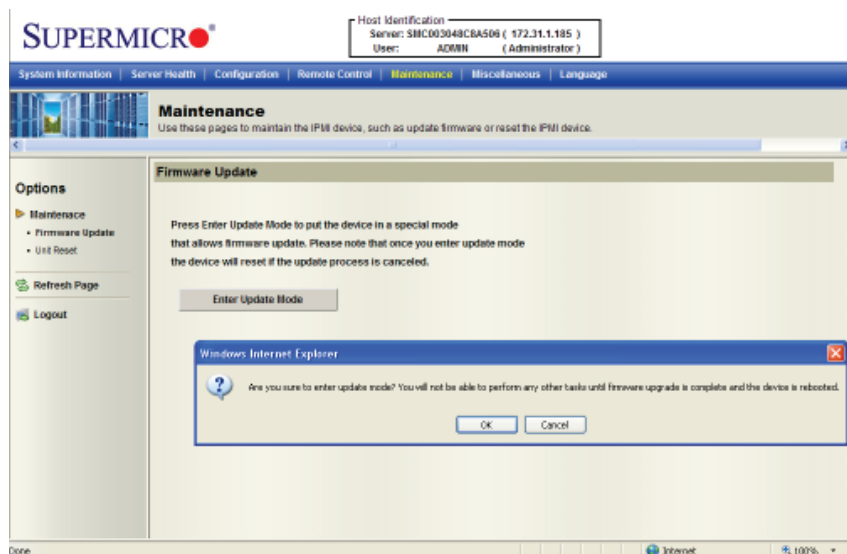 SUPERMICRO
Host Identification
Server: SMC003048C8A506 ( 172.31.1.185 )
User: ADMIN ( Administrator )
System Information | Server Health | Configuration | Remote Control | Maintenance | Miscellaneous | Language
Maintenance
Use these pages to maintain the IPMI device, such as update firmware or reset the IPMI device.
Options
Maintenace
• Firmware Update
• Unit Reset
Refresh Page
Logout
Firmware Update
Press Enter Update Mode to put the device in a special mode
that allows firmware update. Please note that once you enter update mode
the device will reset if the update process is canceled.
Enter Update Mode
Windows Internet Explorer
Are you sure to enter update mode? You will not be able to perform any other tasks until firmware upgrade is complete and the device is rebooted.
OK Cancel
Done Internet 100%